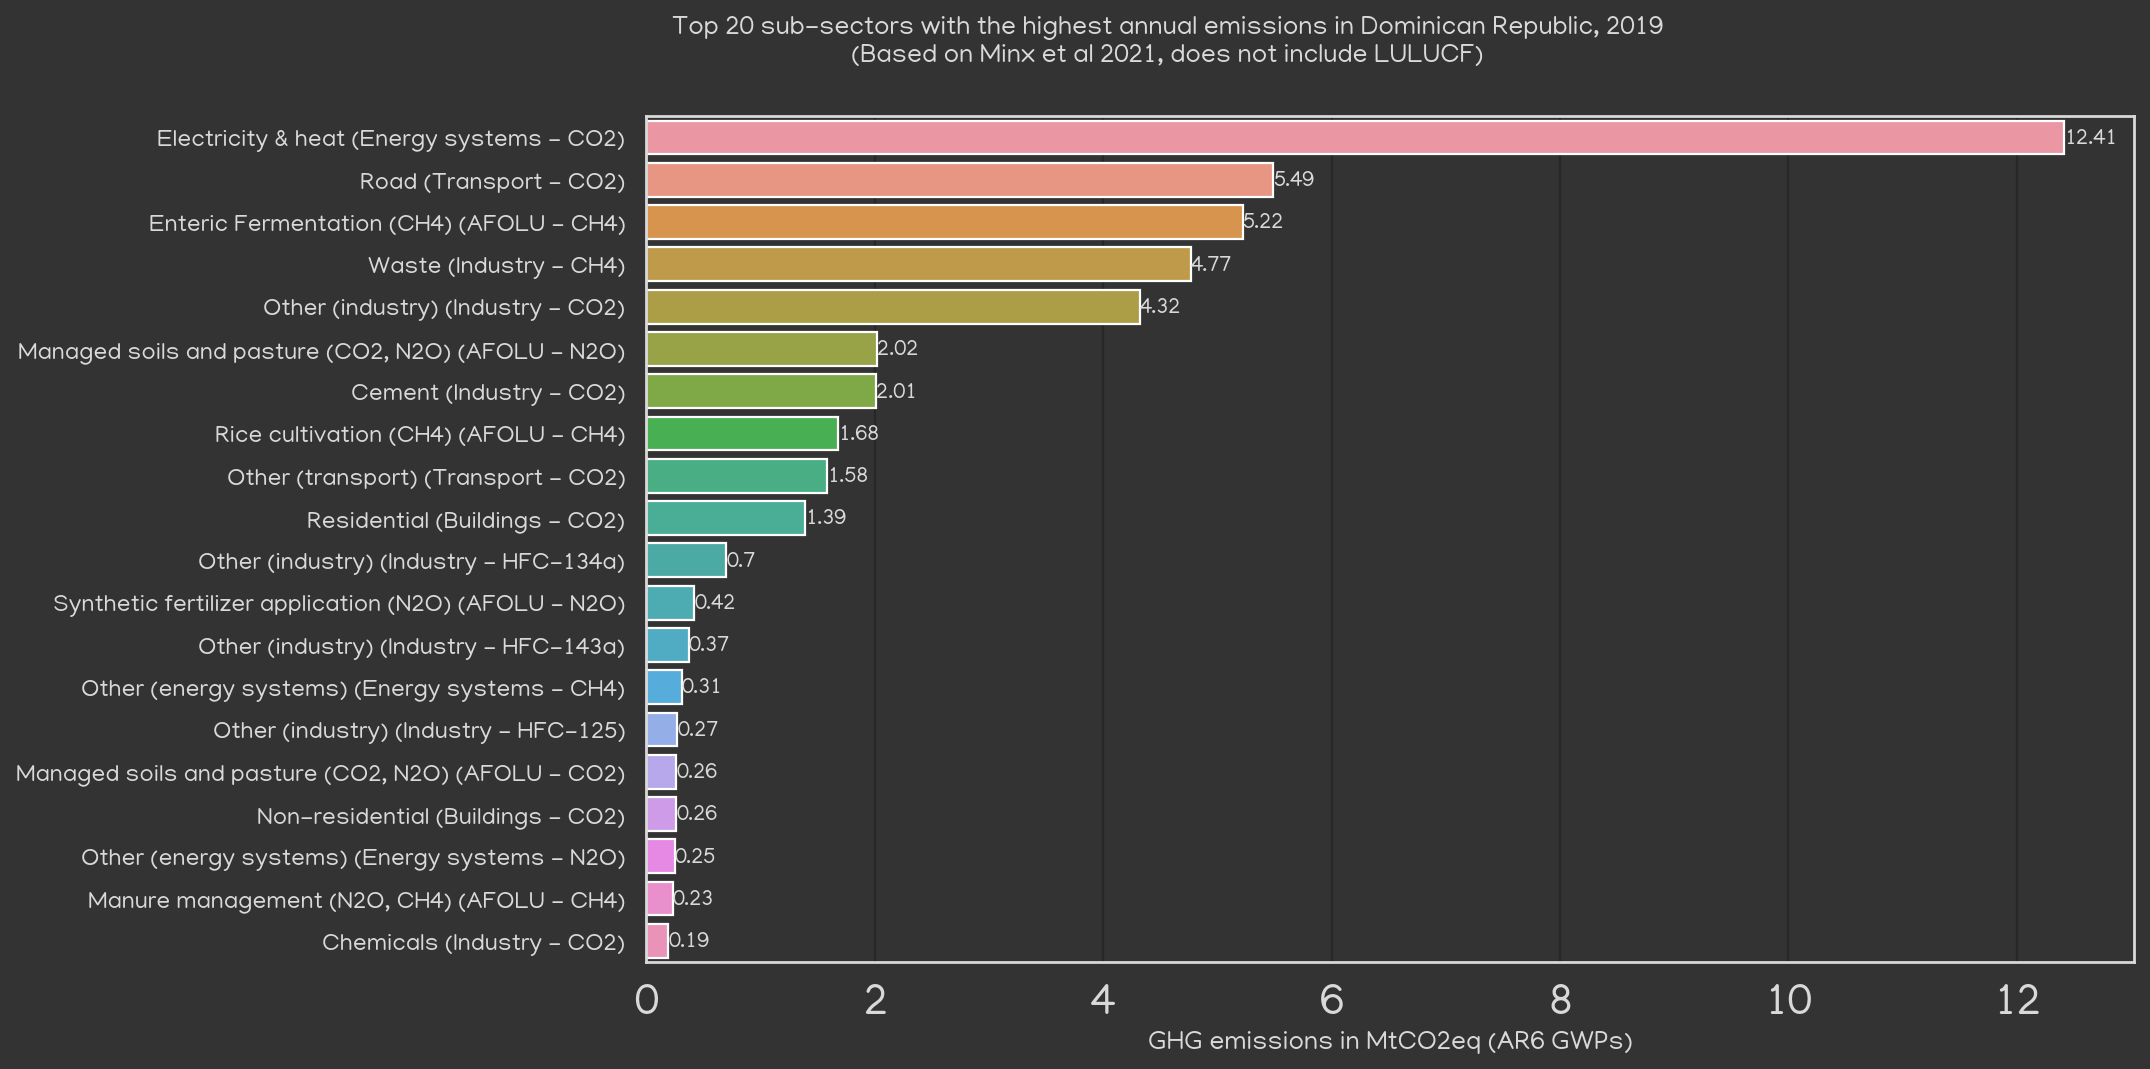 Top 20 sub-sectors with the highest annual emissions in Dominican Republic, 2019
(Based on Minx et al 2021, does not include LULUCF)
Electricity & heat (Energy systems - CO2) 12.41
Road (Transport - CO2) 5.49
Enteric Fermentation (CH4) (AFOLU - CH4) 5.22
Waste (Industry - CH4) 4.77
Other (industry) (Industry - CO2) 4.32
Managed soils and pasture (CO2, N2O) (AFOLU - N2O) 2.02
Cement (Industry - CO2) 2.01
Rice cultivation (CH4) (AFOLU - CH4) 1.68
Other (transport) (Transport - CO2) 1.58
Residential (Buildings - CO2) 1.39
Other (industry) (Industry - HFC-134a) 0.7
Synthetic fertilizer application (N2O) (AFOLU - N2O) 0.42
Other (industry) (Industry - HFC-143a) 0.37
Other (energy systems) (Energy systems - CH4) 0.31
Other (industry) (Industry - HFC-125) 0.27
Managed soils and pasture (CO2, N2O) (AFOLU - CO2) 0.26
Non-residential (Buildings - CO2) 0.26
Other (energy systems) (Energy systems - N2O) 0.25
Manure management (N2O, CH4) (AFOLU - CH4) 0.23
Chemicals (Industry - CO2) 0.19
0 2 4 6 8 10 12
GHG emissions in MtCO2eq (AR6 GWPs)